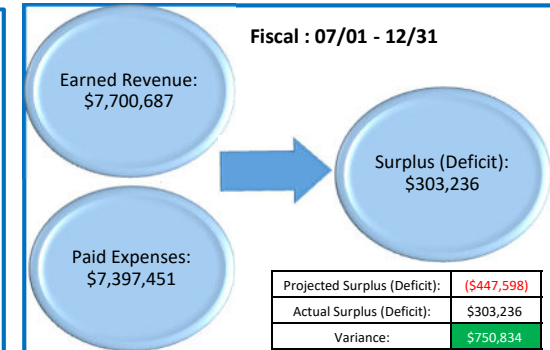 Fiscal : 07/01 - 12/31
Earned Revenue:
$7,700,687
Surplus (Deficit):
$303,236
Paid Expenses:
$7,397,451
Projected Surplus (Deficit): ($447,598)
Actual Surplus (Deficit): $303,236
Variance: $750,834